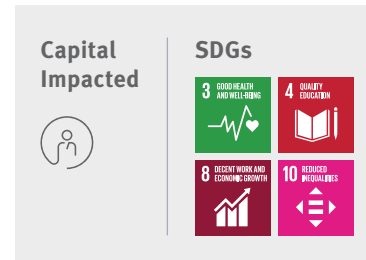 Capital
Impacted
SDGs
3 GOOD HEALTH
AND WELL-BEING
4 QUALITY
EDUCATION
8 DECENT WORK AND
ECONOMIC GROWTH
10 REDUCED
INEQUALITIES